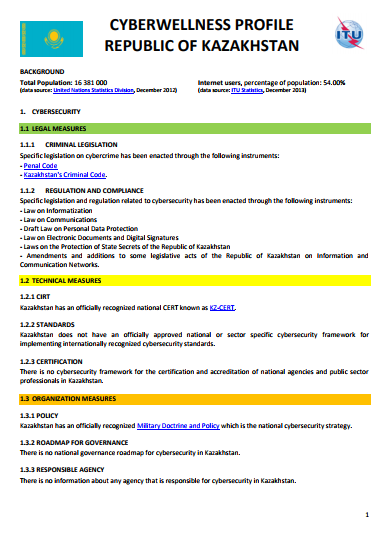 CYBERWELLNESS PROFILE
REPUBLIC OF KAZAKHSTAN
ITU
BACKGROUND
Total Population: 16 381 000
(data source: United Nations Statistics Division, December 2012)
Internet users, percentage of population: 54.00%
(data source: ITU Statistics, December 2013)
1. CYBERSECURITY
1.1 LEGAL MEASURES
1.1.1 CRIMINAL LEGISLATION
Specific legislation on cybercrime has been enacted through the following instruments:
- Penal Code
- Kazakhstan's Criminal Code.
1.1.2 REGULATION AND COMPLIANCE
Specific legislation and regulation related to cybersecurity has been enacted through the following instruments:
- Law on Informatization
- Law on Communications
- Draft Law on Personal Data Protection
- Law on Electronic Documents and Digital Signatures
- Laws on the Protection of State Secrets of the Republic of Kazakhstan
- Amendments and additions to some legislative acts of the Republic of Kazakhstan on Information and
Communication Networks.
1.2 TECHNICAL MEASURES
1.2.1 CIRT
Kazakhstan has an officially recognized national CERT known as KZ-CERT.
1.2.2 STANDARDS
Kazakhstan does not have an officially approved national or sector specific cybersecurity framework for
implementing internationally recognized cybersecurity standards.
1.2.3 CERTIFICATION
There is no cybersecurity framework for the certification and accreditation of national agencies and public sector
professionals in Kazakhstan.
1.3 ORGANIZATION MEASURES
1.3.1 POLICY
Kazakhstan has an officially recognized Military Doctrine and Policy which is the national cybersecurity strategy.
1.3.2 ROADMAP FOR GOVERNANCE
There is no national governance roadmap for cybersecurity in Kazakhstan.
1.3.3 RESPONSIBLE AGENCY
There is no information about any agency that is responsible for cybersecurity in Kazakhstan.
1